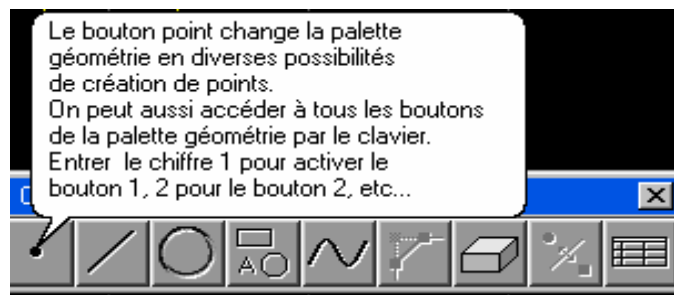 Le bouton point change la palette
géométrie en diverses possibilités
de création de points.
On peut aussi accéder à tous les boutons
de la palette géométrie par le clavier.
Entrer le chiffre 1 pour activer le
bouton 1, 2 pour le bouton 2, etc...
A